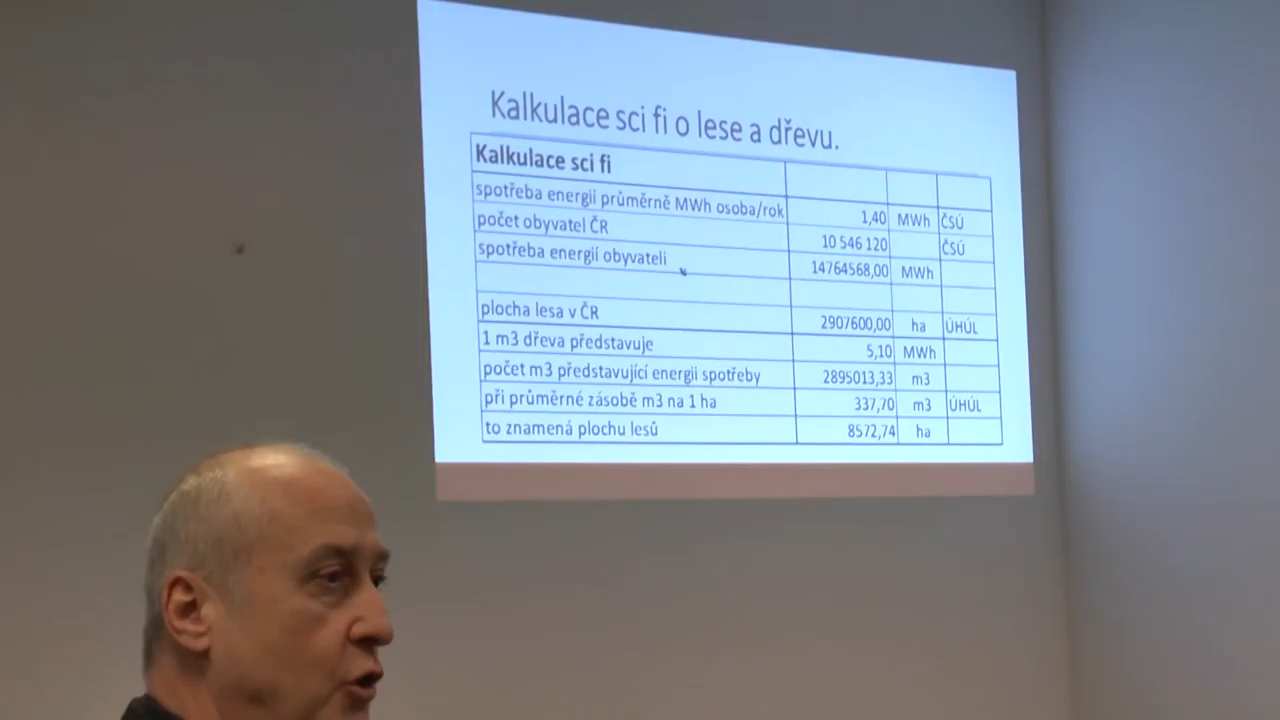 Kalkulace sci fi o lese a dřevu.
Kalkulace sci fi
spotřeba energií průměrně MWh osoba/rok 1,40 MWh ČSÚ
počet obyvatel ČR 10 546 120 ČSÚ
spotřeba energií obyvateli 14764568,00 MWh
plocha lesa v ČR 2907600,00 ha ÚHÚL
1 m3 dřeva představuje 5,10 MWh
počet m3 představující energii spotřeby 2895013,33 m3
při průměrné zásobě m3 na 1 ha 337,70 m3 ÚHÚL
to znamená plochu lesů 8572,74 ha